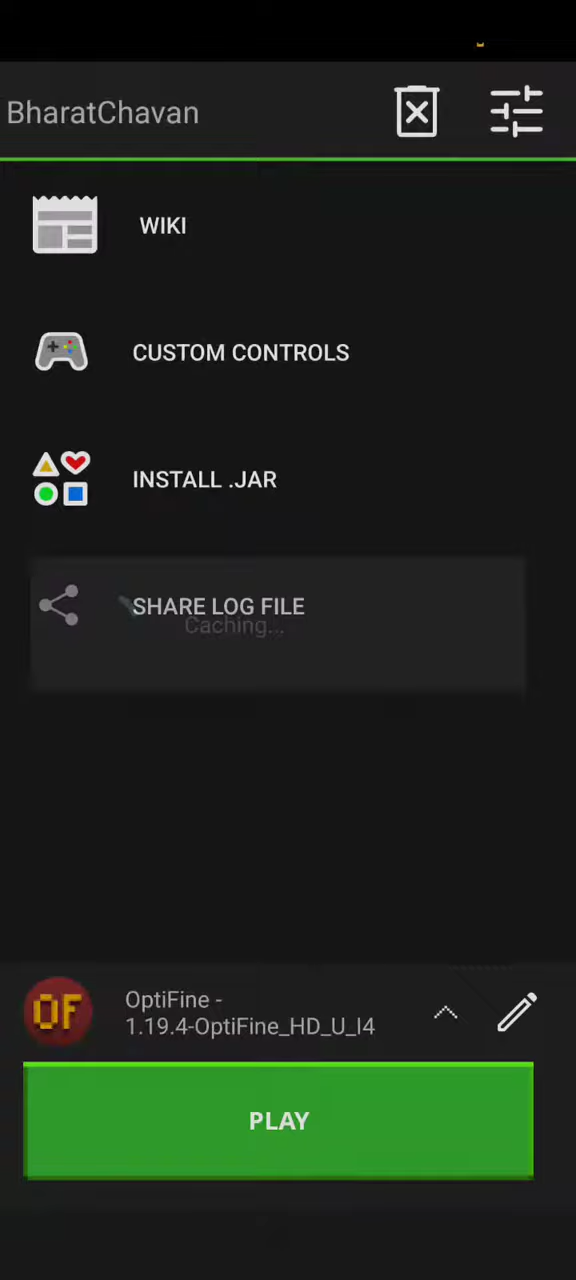 BharatChavan
WIKI
CUSTOM CONTROLS
INSTALL .JAR
SHARE LOG FILE
Caching...
OF
OptiFine -
1.19.4-OptiFine_HD_U_I4
PLAY